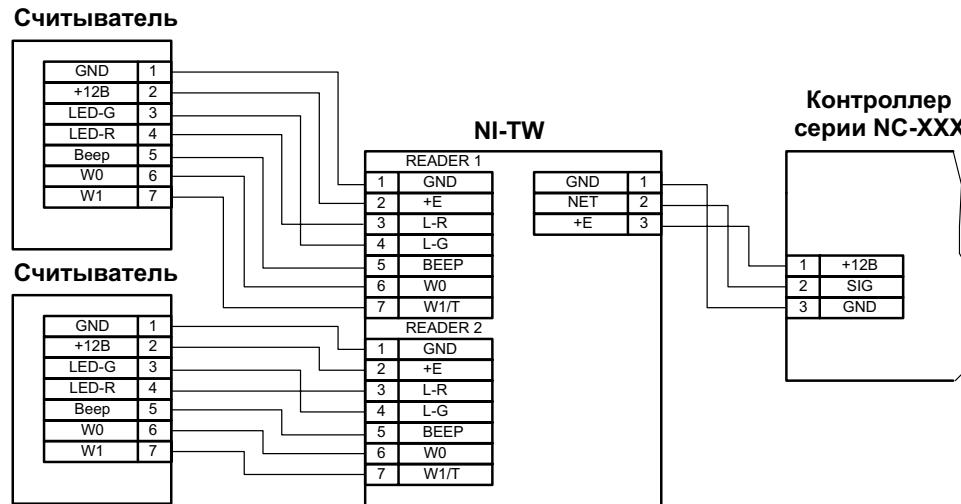 Считыватель
GND 1
+12В 2
LED-G 3
LED-R 4
Beep 5
W0 6
W1 7
Считыватель
GND 1
+12В 2
LED-G 3
LED-R 4
Beep 5
W0 6
W1 7
NI-TW
READER 1
1 GND
2 +E
3 L-R
4 L-G
5 BEEP
6 W0
7 W1/T
READER 2
1 GND
2 +E
3 L-R
4 L-G
5 BEEP
6 W0
7 W1/T
GND 1
NET 2
+E 3
Контроллер
серии NC-XXX
1 +12В
2 SIG
3 GND